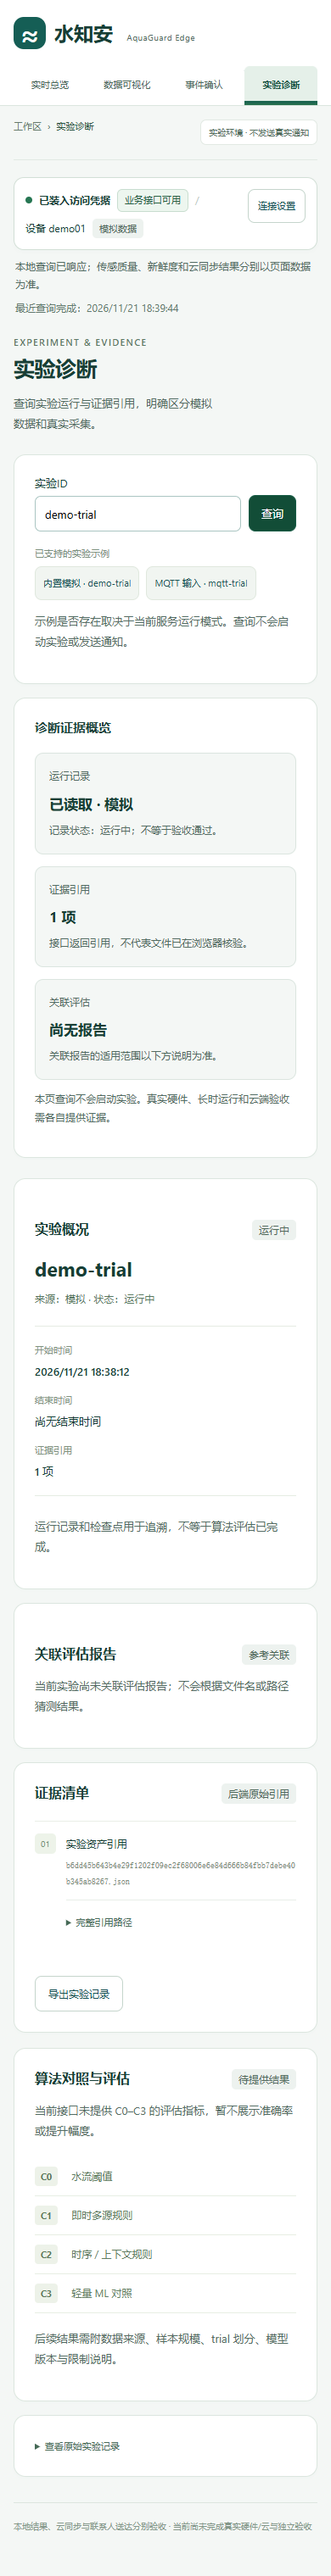 水知安 AquaGuard Edge
实时总览 数据可视化 事件确认 实验诊断
工作区 › 实验诊断 实验环境 · 不发送真实通知
已装入访问凭据 业务接口可用 / 连接设置
设备 demo01 模拟数据
本地查询已响应；传感质量、新鲜度和云同步结果分别以页面数据
为准。
最近查询完成：2026/11/21 18:39:44
EXPERIMENT & EVIDENCE
实验诊断
查询实验运行与证据引用，明确区分模拟
数据和真实采集。
实验ID
demo-trial 查询
已支持的实验示例
内置模拟 · demo-trial MQTT 输入 · mqtt-trial
示例是否存在取决于当前服务运行模式。查询不会启
动实验或发送通知。
诊断证据概览
运行记录
已读取 · 模拟
记录状态：运行中；不等于验收通过。
证据引用
1 项
接口返回引用，不代表文件已在浏览器核验。
关联评估
尚无报告
关联报告的适用范围以下方说明为准。
本页查询不会启动实验。真实硬件、长时运行和云端验收
需各自提供证据。
实验概况 运行中
demo-trial
来源：模拟 · 状态：运行中
开始时间
2026/11/21 18:38:12
结束时间
尚无结束时间
证据引用
1 项
运行记录和检查点用于追溯，不等于算法评估已完
成。
关联评估报告 参考关联
当前实验尚未关联评估报告；不会根据文件名或路径
猜测结果。
证据清单 后端原始引用
01 实验资产引用
b6dd45b643b4e29f1202f09ec2f68006e6e84d666b84fbb7debe40
b345ab8267.json
▶ 完整引用路径
导出实验记录
算法对照与评估 待提供结果
当前接口未提供 C0–C3 的评估指标，暂不展示准确率
或提升幅度。
C0 水流阈值
C1 即时多源规则
C2 时序 / 上下文规则
C3 轻量 ML 对照
后续结果需附数据来源、样本规模、trial 划分、模型
版本与限制说明。
▶ 查看原始实验记录
本地结果、云同步与联系人送达分别验收 · 当前尚未完成真实硬件/云与独立验收